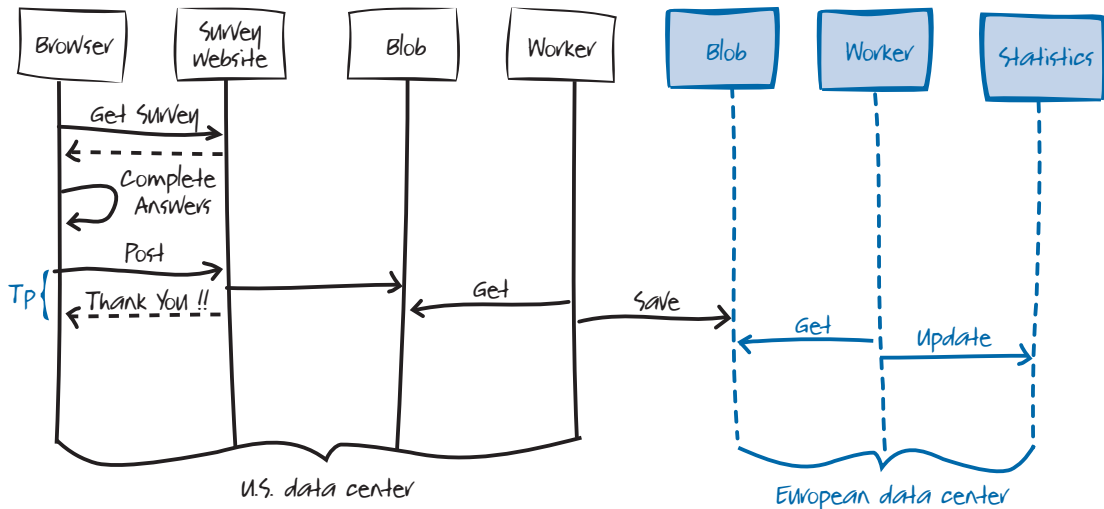 Browser
Survey
Website
Blob
Worker
Blob
Worker
Statistics
Get Survey
Complete
Answers
Post
Tp
Thank You !!
Get
Save
Get
Update
U.S. data center
European data center